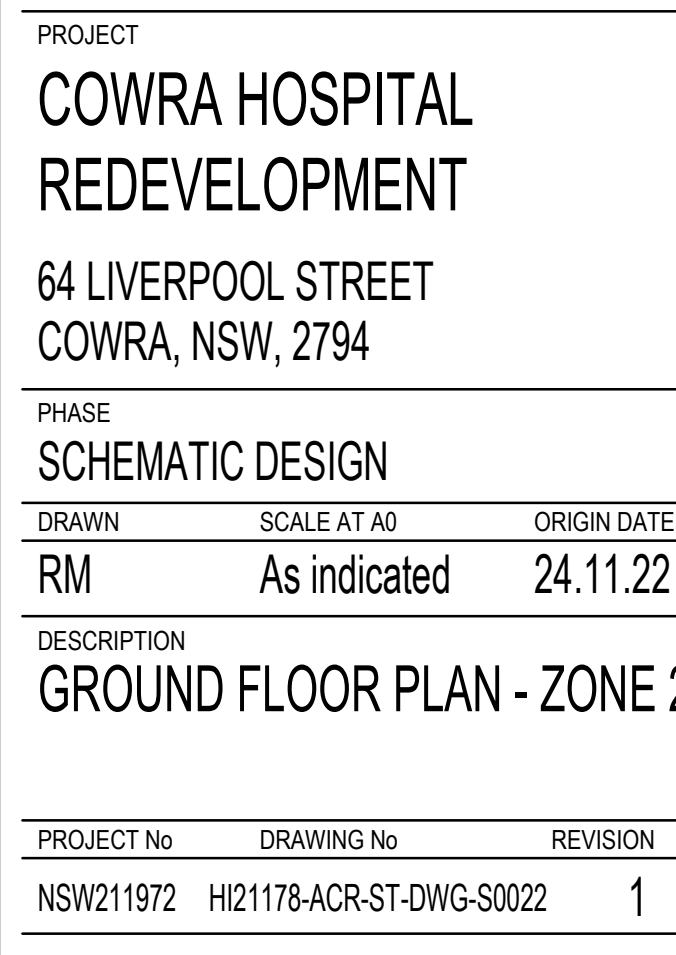 PROJECT
COWRA HOSPITAL
REDEVELOPMENT
64 LIVERPOOL STREET
COWRA, NSW, 2794
PHASE
SCHEMATIC DESIGN
DRAWN SCALE AT A0 ORIGIN DATE
RM As indicated 24.11.22
DESCRIPTION
GROUND FLOOR PLAN - ZONE 2
PROJECT No DRAWING No REVISION
NSW211972 HI21178-ACR-ST-DWG-S0022 1